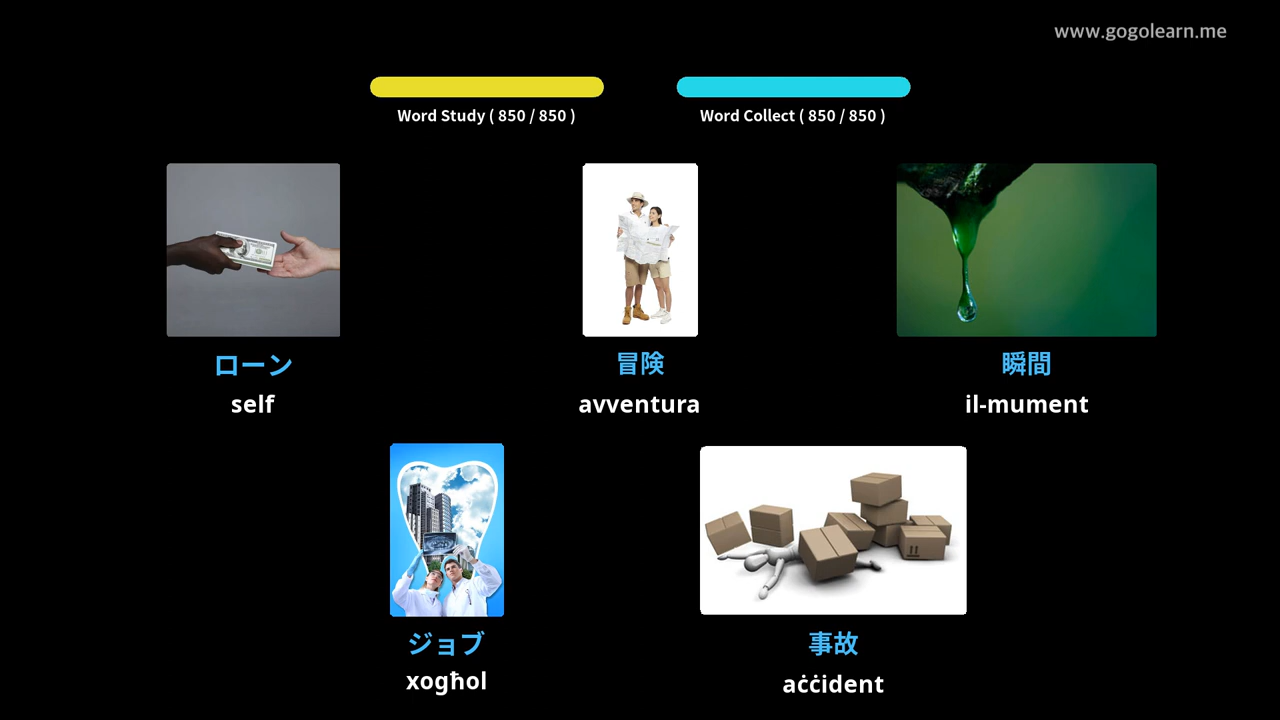 www.gogolearn.me
Word Study ( 850 / 850 )
Word Collect ( 850 / 850 )
ローン
self
冒険
avventura
瞬間
il-mument
ジョブ
xogħol
事故
aċċident